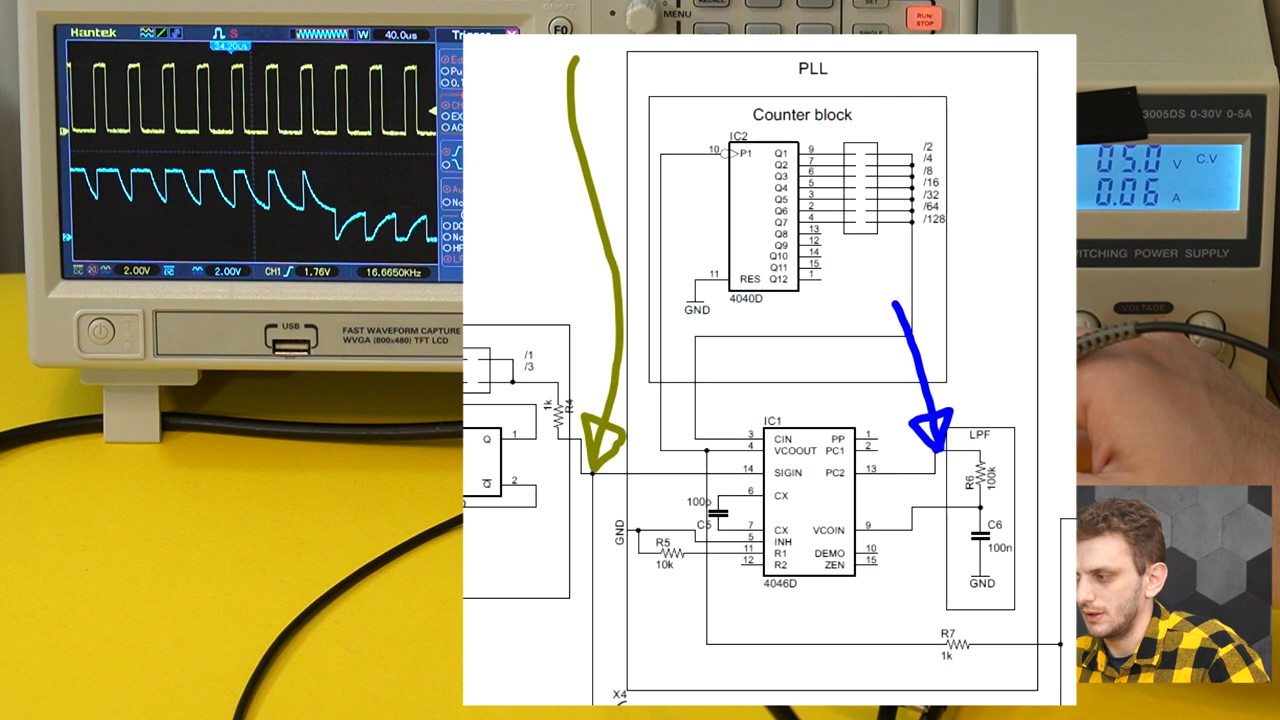 Hantek
S
W
40.0us
34.20us
Trigger
2.00V
2.00V
CH1
1.76V
16.6650KHz
USB
FAST WAVEFORM CAPTURE
WVGA (800x480) TFT LCD
F0
MENU
RUN/
STOP
SET
3005DS 0-30V 0-5A
05.0 V C.V
0.06 A
SWITCHING POWER SUPPLY
VOLTAGE
PLL
Counter block
IC2
10 P1
Q1 9 /2
Q2 7 /4
Q3 6 /8
Q4 5 /16
Q5 3 /32
Q6 2 /64
Q7 4 /128
Q8 13
Q9 12
Q10 14
Q11 15
11 RES Q12 1
4040D
GND
/1
/3
1k
R4
Q 1
Q 2
IC1
3 CIN PP 1
4 VCOOUT PC1 2
14 SIGIN PC2 13
6 CX
100p
C5
7 CX VCOIN 9
5 INH
11 R1 DEMO 10
12 R2 ZEN 15
4046D
GND
R5
10k
LPF
R6
100k
C6
100n
GND
R7
1k
X4